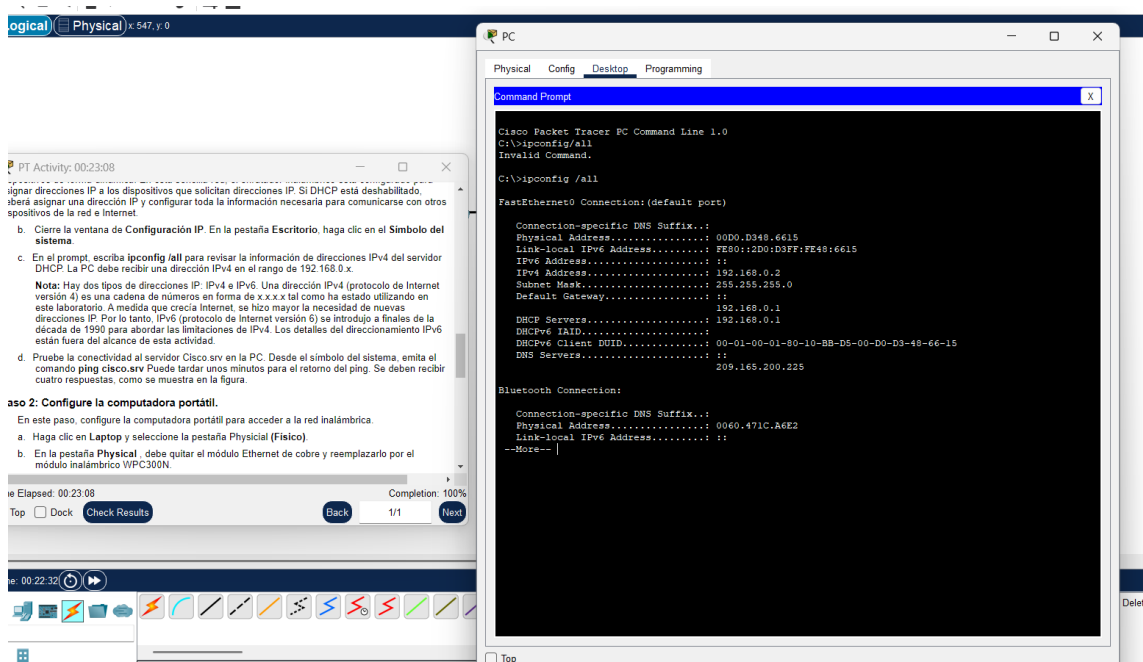 Logical
Physical
x: 547, y: 0
PT Activity: 00:23:08
signar direcciones IP a los dispositivos que solicitan direcciones IP. Si DHCP está deshabilitado,
eberá asignar una dirección IP y configurar toda la información necesaria para comunicarse con otros
spositivos de la red e Internet.
b. Cierre la ventana de Configuración IP. En la pestaña Escritorio, haga clic en el Símbolo del
sistema.
c. En el prompt, escriba ipconfig /all para revisar la información de direcciones IPv4 del servidor
DHCP. La PC debe recibir una dirección IPv4 en el rango de 192.168.0.x.
Nota: Hay dos tipos de direcciones IP: IPv4 e IPv6. Una dirección IPv4 (protocolo de Internet
versión 4) es una cadena de números en forma de x.x.x.x tal como ha estado utilizando en
este laboratorio. A medida que crecía Internet, se hizo mayor la necesidad de nuevas
direcciones IP. Por lo tanto, IPv6 (protocolo de Internet versión 6) se introdujo a finales de la
década de 1990 para abordar las limitaciones de IPv4. Los detalles del direccionamiento IPv6
están fuera del alcance de esta actividad.
d. Pruebe la conectividad al servidor Cisco.srv en la PC. Desde el símbolo del sistema, emita el
comando ping cisco.srv Puede tardar unos minutos para el retorno del ping. Se deben recibir
cuatro respuestas, como se muestra en la figura.
aso 2: Configure la computadora portátil.
En este paso, configure la computadora portátil para acceder a la red inalámbrica.
a. Haga clic en Laptop y seleccione la pestaña Physicial (Físico).
b. En la pestaña Physical , debe quitar el módulo Ethernet de cobre y reemplazarlo por el
módulo inalámbrico WPC300N.
ne Elapsed: 00:23:08
Completion: 100%
Top
Dock
Check Results
Back
1/1
Next
ne: 00:22:32
PC
Physical
Config
Desktop
Programming
Command Prompt
X
Cisco Packet Tracer PC Command Line 1.0
C:\>ipconfig/all
Invalid Command.
C:\>ipconfig /all
FastEthernet0 Connection:(default port)
Connection-specific DNS Suffix..:
Physical Address................: 00D0.D348.6615
Link-local IPv6 Address.........: FE80::2D0:D3FF:FE48:6615
IPv6 Address....................: ::
IPv4 Address....................: 192.168.0.2
Subnet Mask.....................: 255.255.255.0
Default Gateway.................: ::
192.168.0.1
DHCP Servers....................: 192.168.0.1
DHCPv6 IAID.....................:
DHCPv6 Client DUID..............: 00-01-00-01-80-10-BB-D5-00-D0-D3-48-66-15
DNS Servers.....................: ::
209.165.200.225
Bluetooth Connection:
Connection-specific DNS Suffix..:
Physical Address................: 0060.471C.A6E2
Link-local IPv6 Address.........: ::
--More--
Top
Delet